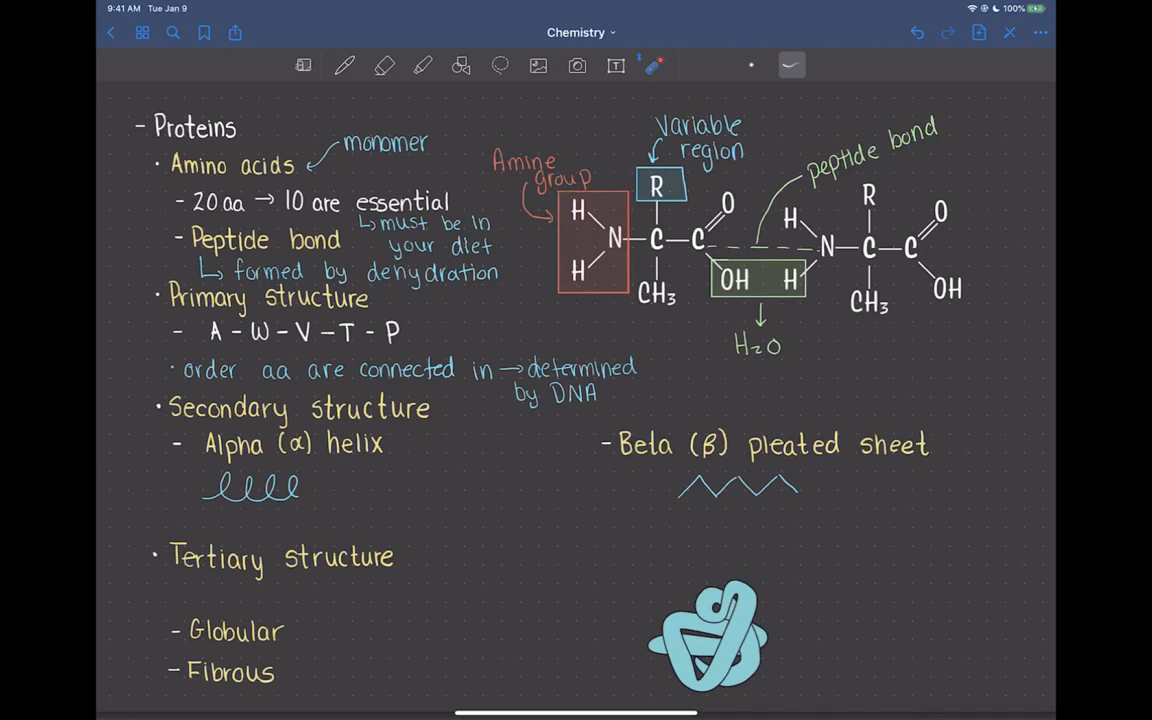 9:41 AM Tue Jan 9
100%
Chemistry
- Proteins
· Amino acids
monomer
- 20 aa → 10 are essential
↳ must be in
your diet
- Peptide bond
↳ formed by dehydration
· Primary structure
- A - W - V - T - P
· order aa are connected in → determined
by DNA
· Secondary structure
- Alpha (α) helix
- Beta (β) pleated sheet
· Tertiary structure
- Globular
- Fibrous
Amine
group
Variable
region
peptide bond
R
R
H
O
H
O
N
C
C
N
C
C
H
OH
H
OH
CH₃
CH₃
H₂O